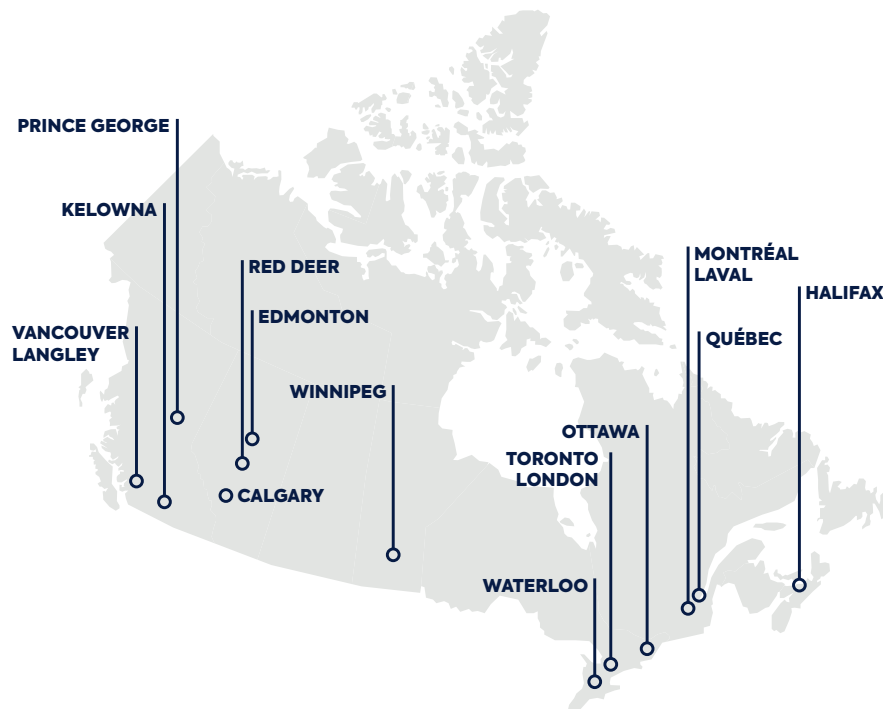 PRINCE GEORGE
KELOWNA
RED DEER
MONTRÉAL
LAVAL
HALIFAX
EDMONTON
VANCOUVER
LANGLEY
QUÉBEC
WINNIPEG
OTTAWA
TORONTO
LONDON
CALGARY
WATERLOO